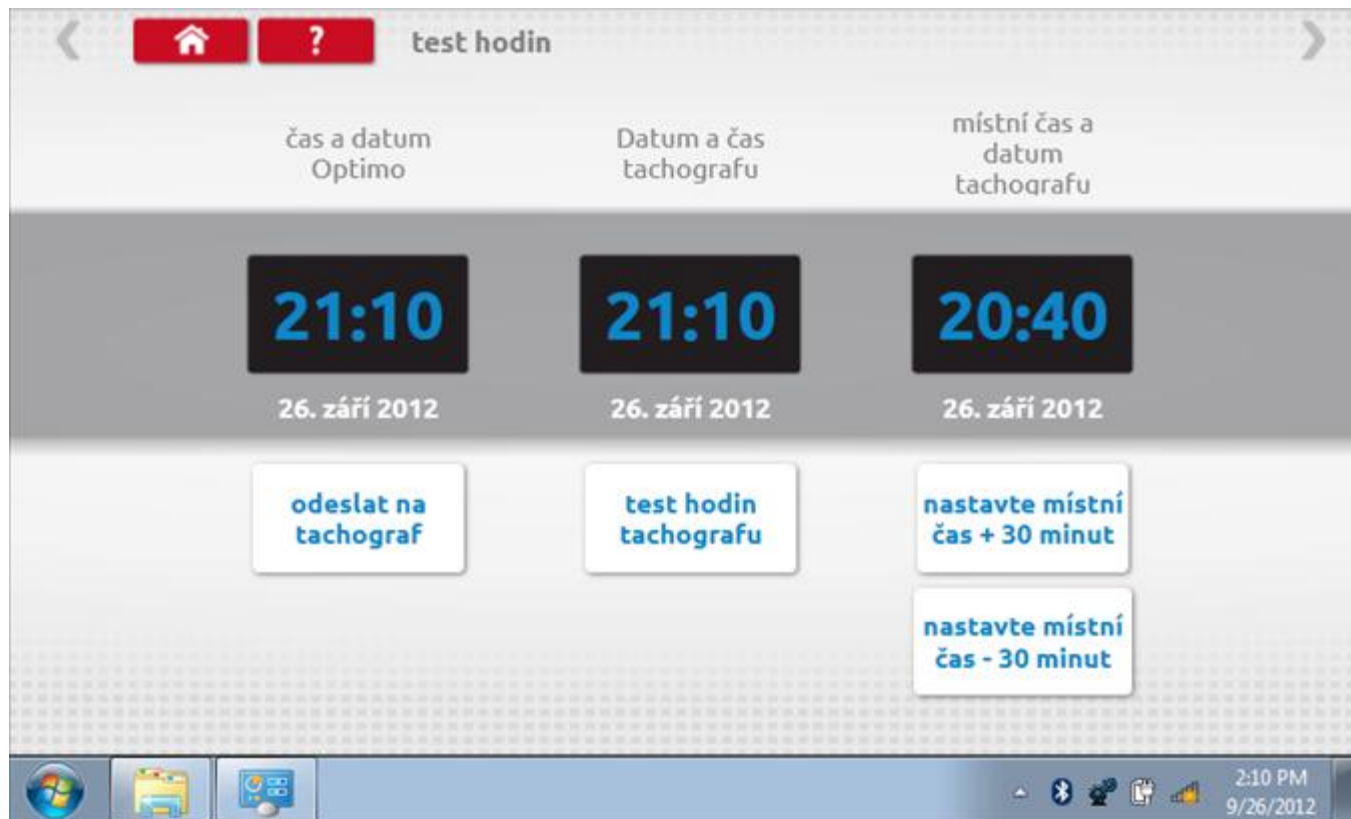 ?
test hodin
čas a datum
Optimo
Datum a čas
tachografu
místní čas a
datum
tachografu
21:10
21:10
20:40
26. září 2012
26. září 2012
26. září 2012
odeslat na
tachograf
test hodin
tachografu
nastavte místní
čas + 30 minut
nastavte místní
čas - 30 minut
2:10 PM
9/26/2012